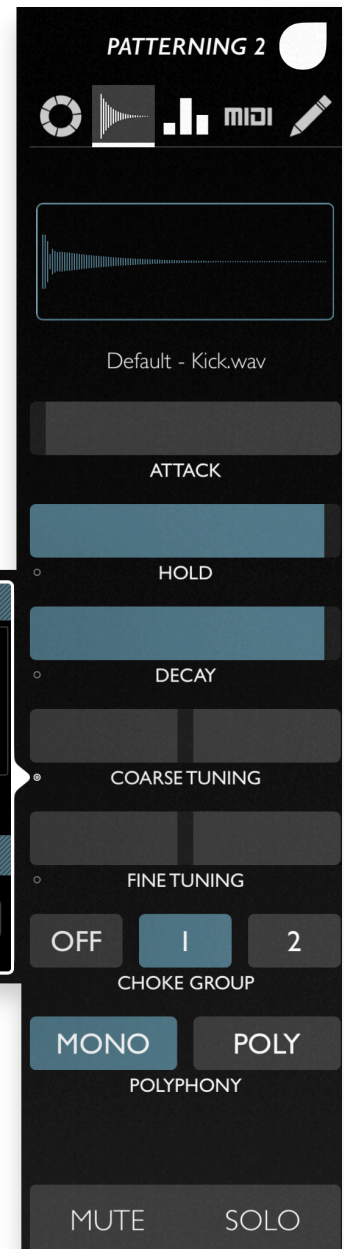 PATTERNING 2
MIDI
Default - Kick.wav
ATTACK
HOLD
DECAY
COARSE TUNING
FINE TUNING
OFF 1 2
CHOKE GROUP
MONO POLY
POLYPHONY
MUTE SOLO